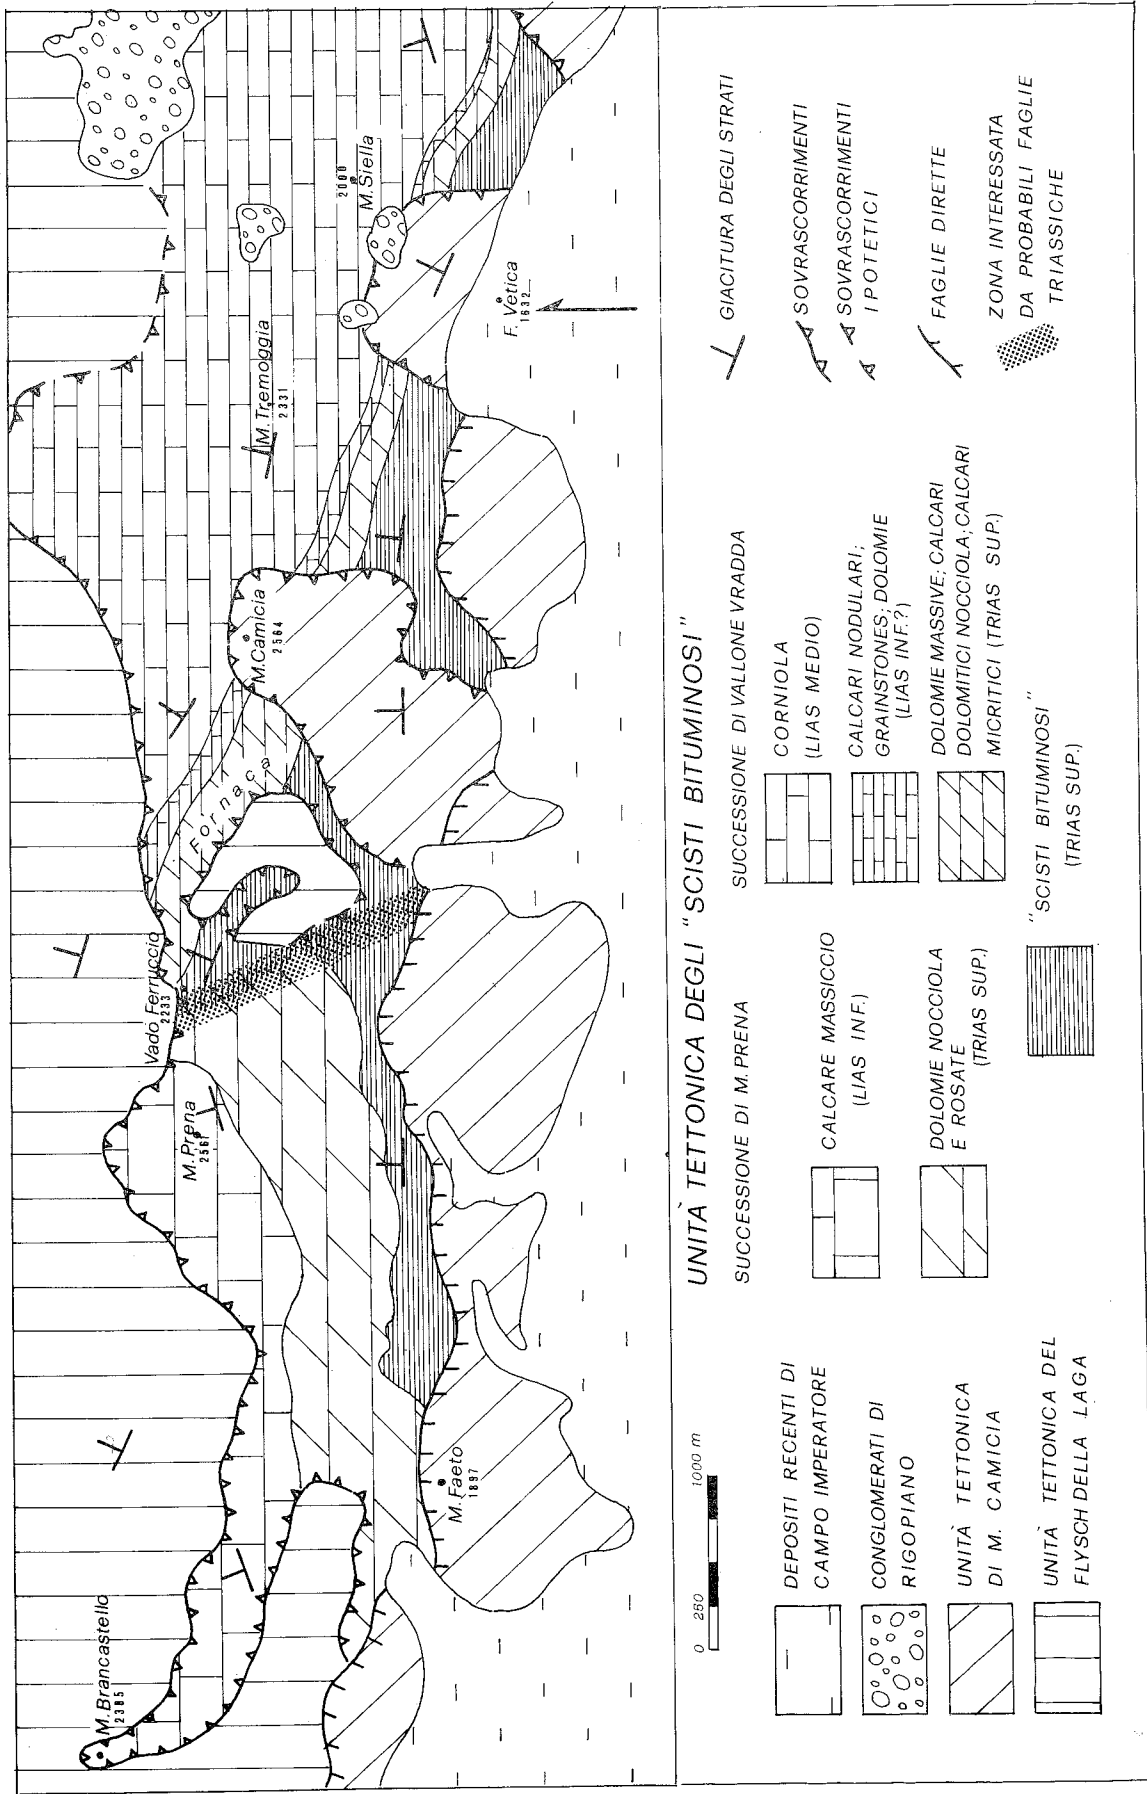 M. Brancastello
2385
M. Prena
2561
Vado Ferruccio
2233
Fornaca
M. Camicia
2564
M. Tremoggia
2331
M. Siella
2000
F. Vetica
1632
M. Faeto
1897
0 250 1000 m
UNITÀ TETTONICA DEGLI "SCISTI BITUMINOSI"
DEPOSITI RECENTI DI
CAMPO IMPERATORE
CONGLOMERATI DI
RIGOPIANO
UNITÀ TETTONICA
DI M. CAMICIA
UNITÀ TETTONICA DEL
FLYSCH DELLA LAGA
SUCCESSIONE DI M. PRENA
CALCARE MASSICCIO
(LIAS INF.)
DOLOMIE NOCCIOLA
E ROSATE
(TRIAS SUP.)
SUCCESSIONE DI VALLONE VRADDA
CORNIOLA
(LIAS MEDIO)
CALCARI NODULARI;
GRAINSTONES; DOLOMIE
(LIAS INF.?)
DOLOMIE MASSIVE; CALCARI
DOLOMITICI NOCCIOLA; CALCARI
MICRITICI (TRIAS SUP.)
"SCISTI BITUMINOSI"
(TRIAS SUP.)
GIACITURA DEGLI STRATI
SOVRASCORRIMENTI
SOVRASCORRIMENTI
IPOTETICI
FAGLIE DIRETTE
ZONA INTERESSATA
DA PROBABILI FAGLIE
TRIASSICHE